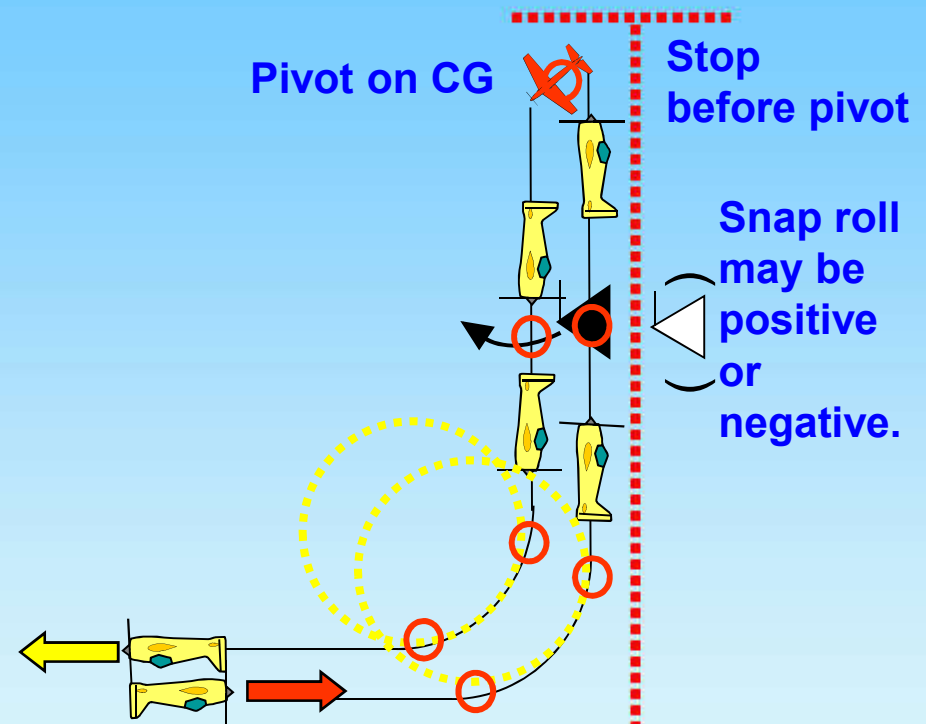 Pivot on CG
Stop
before pivot
Snap roll
may be
positive
or
negative.